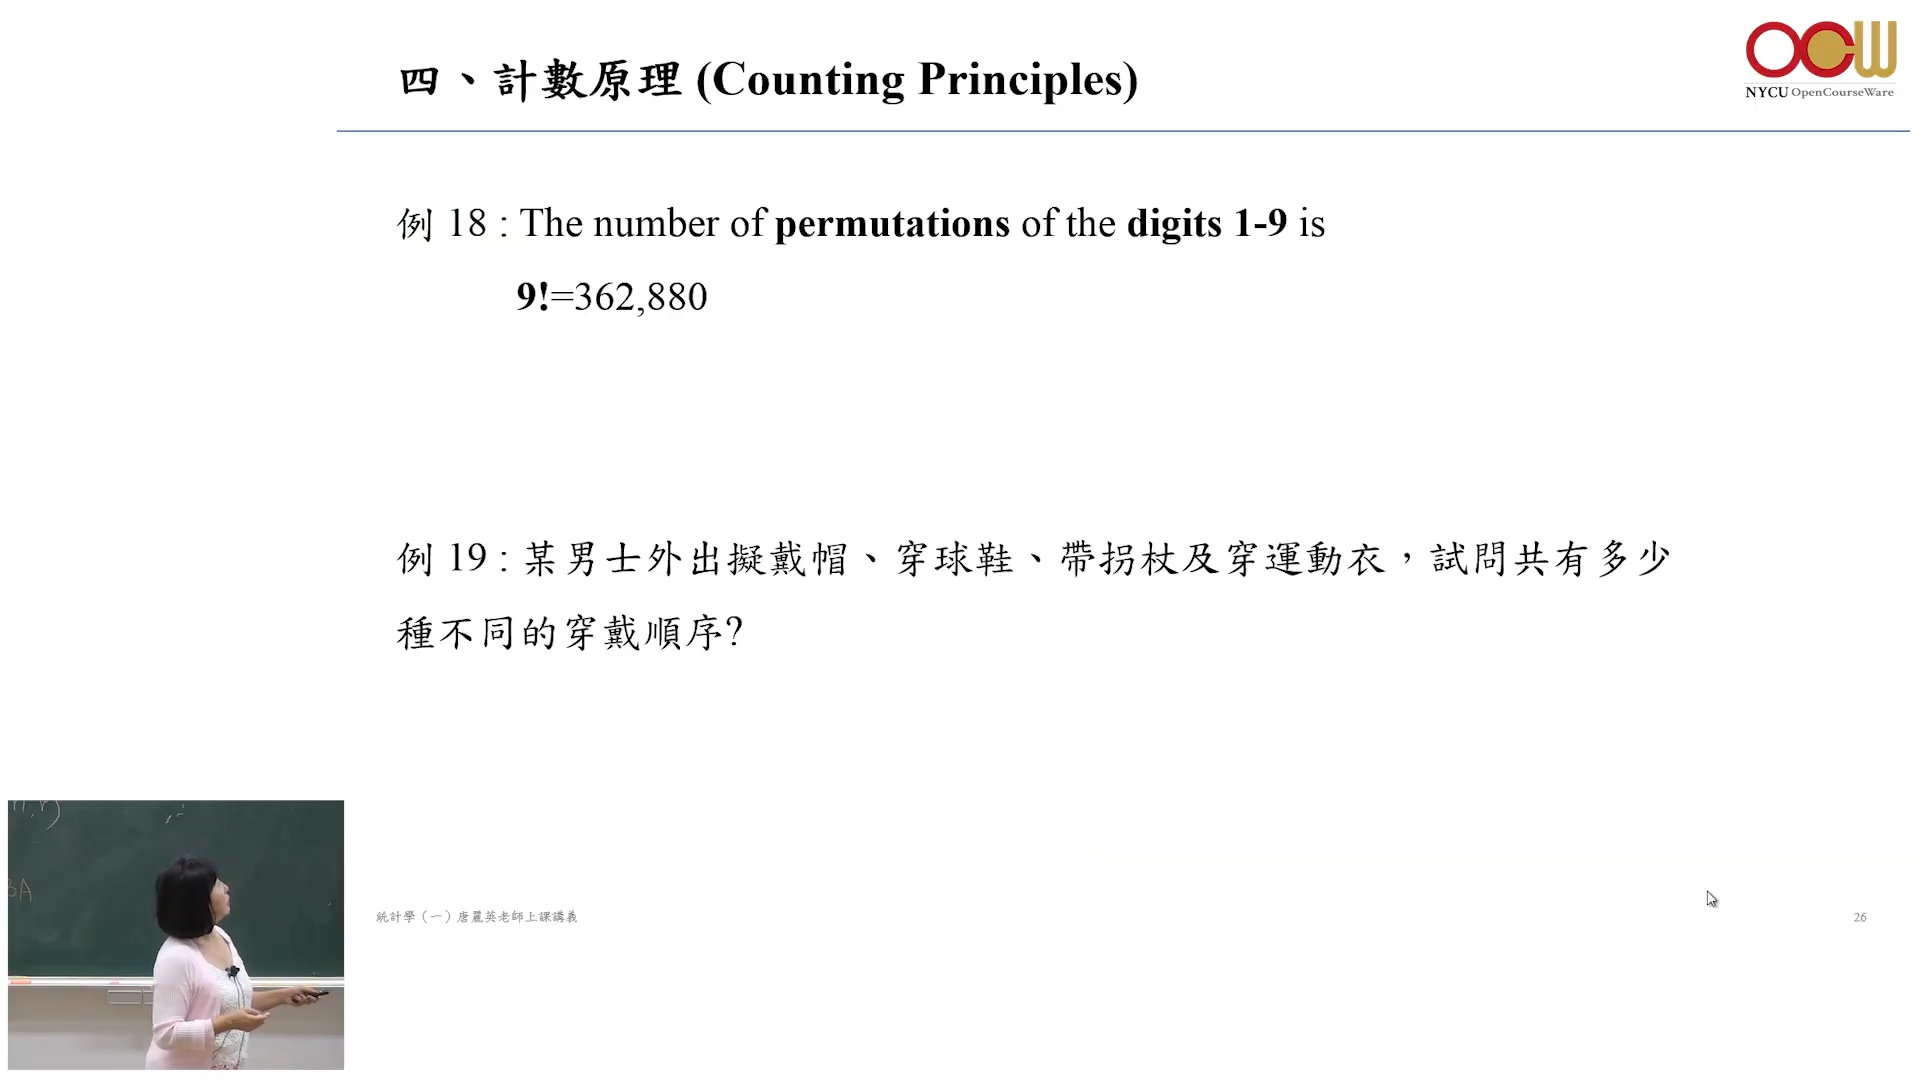 四、計數原理 (Counting Principles)
OCW
NYCU OpenCourseWare
例 18 : The number of permutations of the digits 1-9 is
9!=362,880
例 19 : 某男士外出擬戴帽、穿球鞋、帶拐杖及穿運動衣，試問共有多少
種不同的穿戴順序?
統計學（一）唐麗英老師上課講義
26